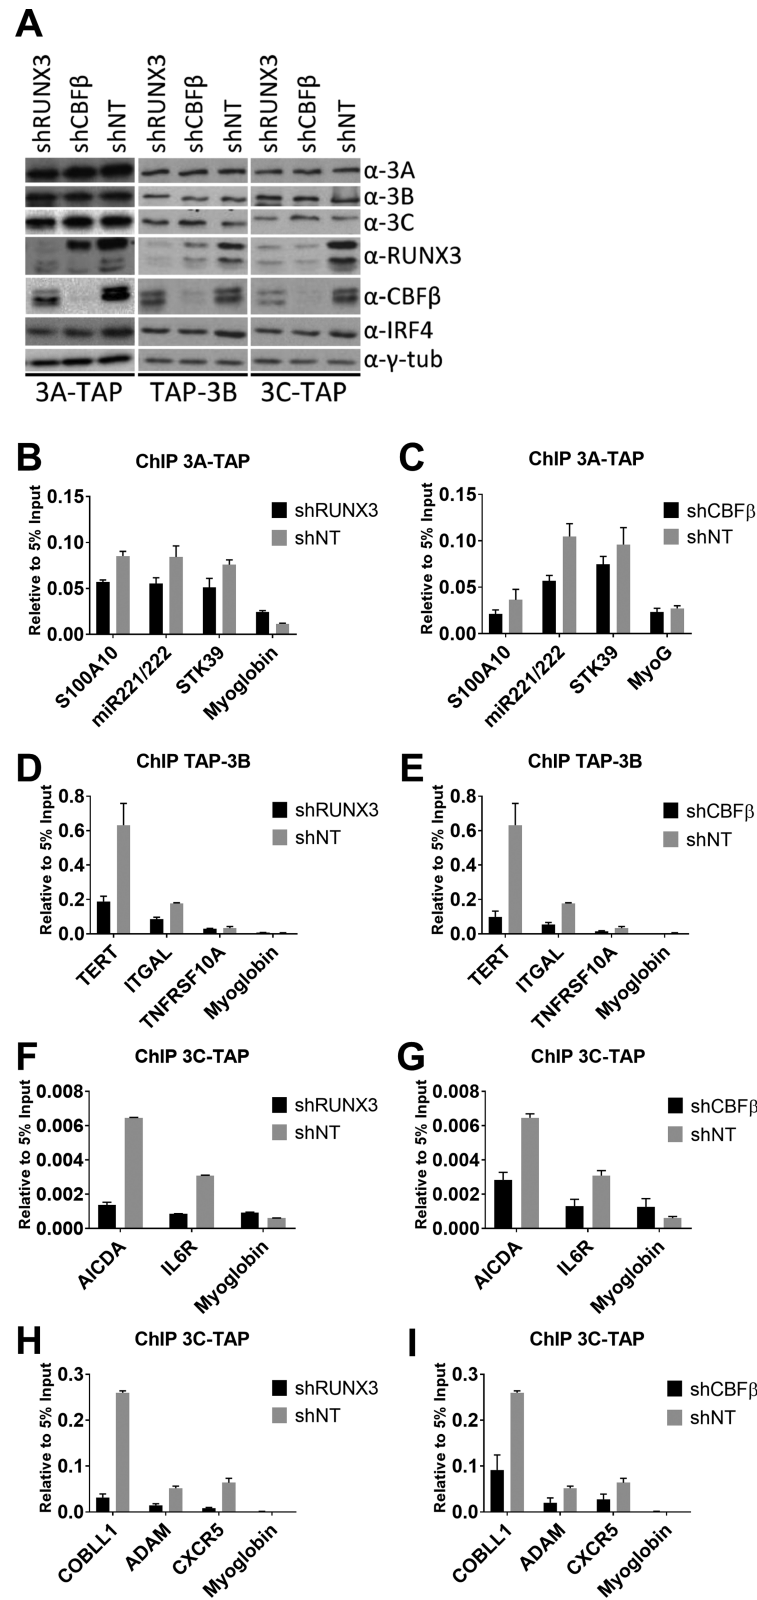 A
shRUNX3 shCBFβ shNT shRUNX3 shCBFβ shNT shRUNX3 shCBFβ shNT
α-3A
α-3B
α-3C
α-RUNX3
α-CBFβ
α-IRF4
α-γ-tub
3A-TAP TAP-3B 3C-TAP
B
ChIP 3A-TAP
Reletive to 5% Input
0.15
0.10
0.05
0.00
shRUNX3
shNT
S100A10 miR221/222 STK39 Myoglobin
C
ChIP 3A-TAP
Reletive to 5% Input
0.15
0.10
0.05
0.00
shCBFβ
shNT
S100A10 miR221/222 STK39 MyoG
D
ChIP TAP-3B
Relative to 5% Input
0.8
0.6
0.4
0.2
0.0
shRUNX3
shNT
TERT ITGAL TNFRSF10A Myoglobin
E
ChIP TAP-3B
Relative to 5% Input
0.8
0.6
0.4
0.2
0.0
shCBFβ
shNT
TERT ITGAL TNFRSF10A Myoglobin
F
ChIP 3C-TAP
Relative to 5% Input
0.008
0.006
0.004
0.002
0.000
shRUNX3
shNT
AICDA IL6R Myoglobin
G
ChIP 3C-TAP
Relative to 5% Input
0.008
0.006
0.004
0.002
0.000
shCBFβ
shNT
AICDA IL6R Myoglobin
H
ChIP 3C-TAP
Relative to 5% Input
0.3
0.2
0.1
0.0
shRUNX3
shNT
COBLL1 ADAM CXCR5 Myoglobin
I
ChIP 3C-TAP
Relative to 5% Input
0.3
0.2
0.1
0.0
shCBFβ
shNT
COBLL1 ADAM CXCR5 Myoglobin